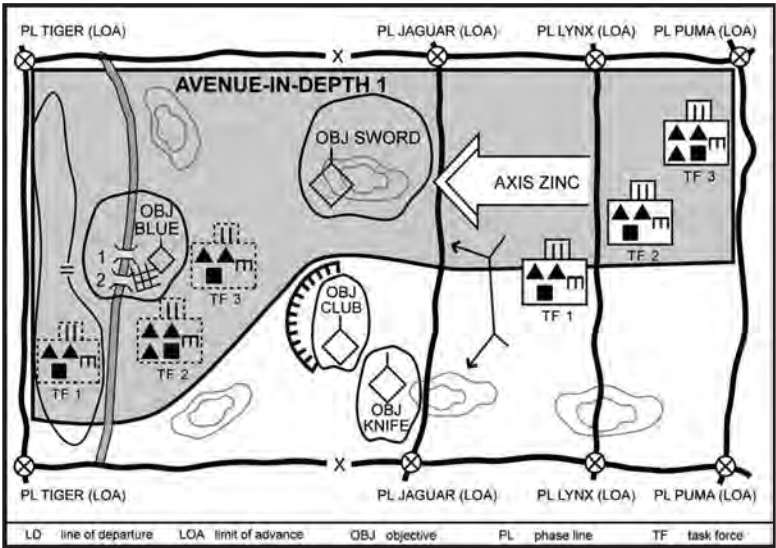 PL TIGER (LOA)
X
PL JAGUAR (LOA)
PL LYNX (LOA)
PL PUMA (LOA)
AVENUE-IN-DEPTH 1
OBJ SWORD
AXIS ZINC
TF 3
TF 2
TF 1
OBJ
BLUE
1
2
TF 3
TF 2
TF 1
OBJ
CLUB
OBJ
KNIFE
X
PL TIGER (LOA)
PL JAGUAR (LOA)
PL LYNX (LOA)
PL PUMA (LOA)
LD line of departure LOA limit of advance OBJ objective PL phase line TF task force